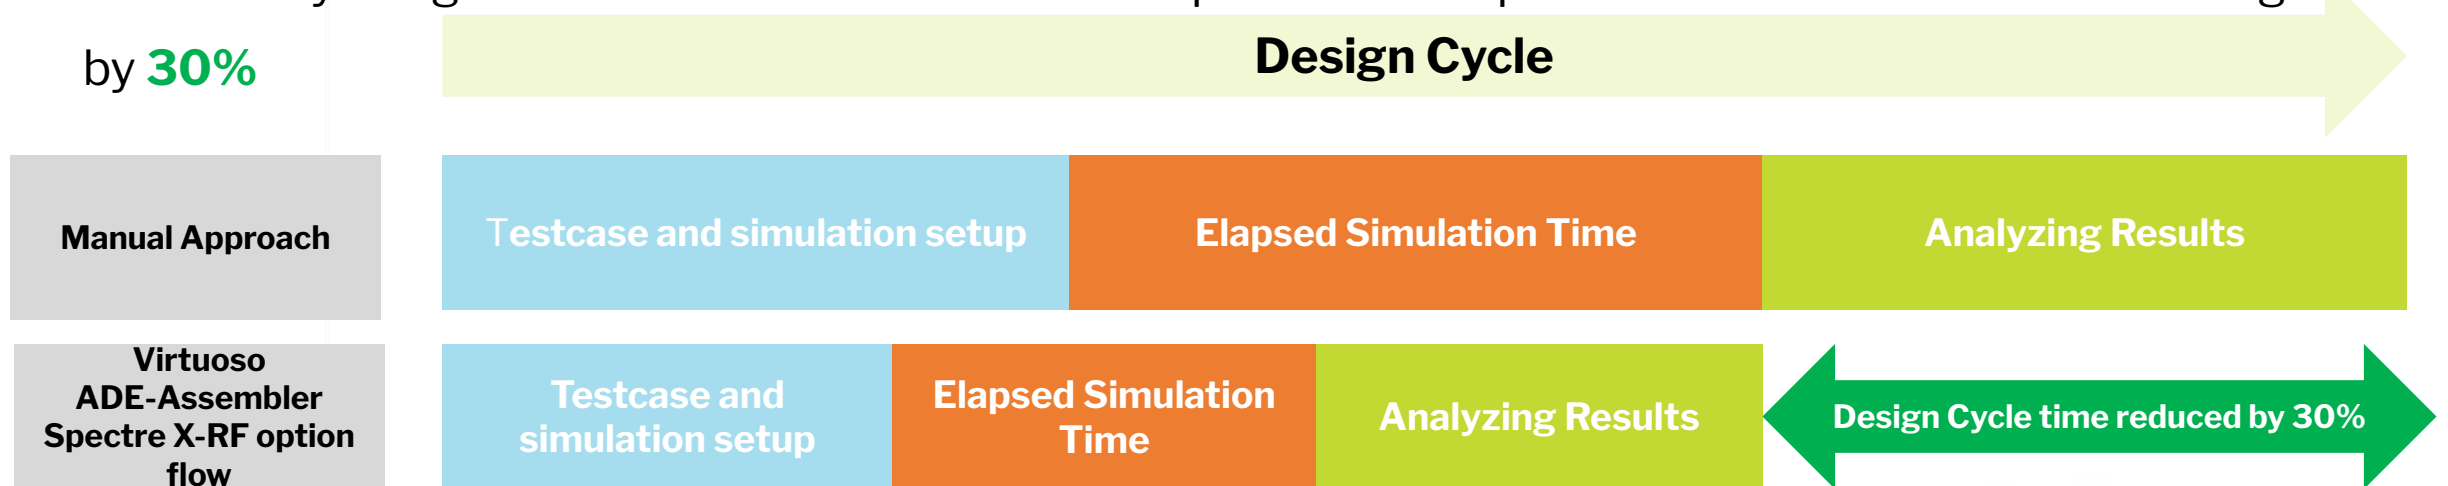 Design Cycle
by 30%
Manual Approach
Testcase and simulation setup
Elapsed Simulation Time
Analyzing Results
Virtuoso
ADE-Assembler
Spectre X-RF option
flow
Testcase and
simulation setup
Elapsed Simulation
Time
Analyzing Results
Design Cycle time reduced by 30%